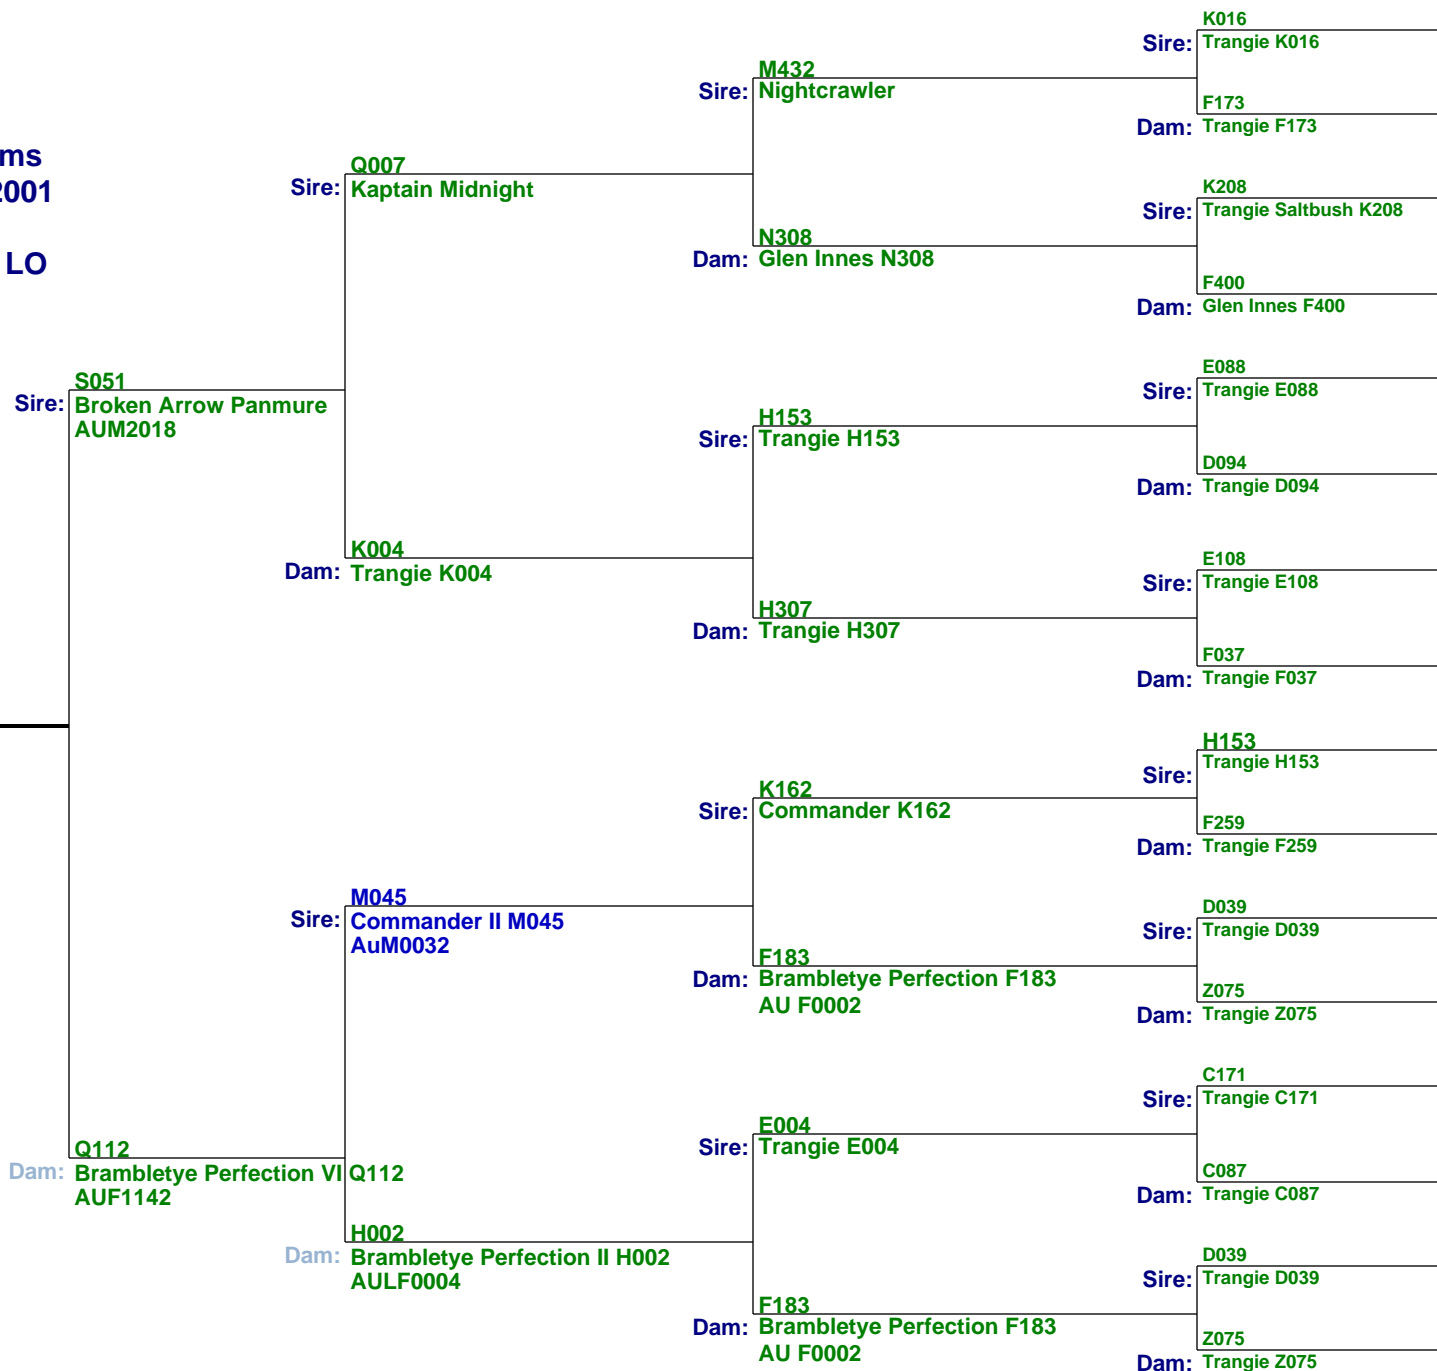 ms
2001
LO
Sire:
S051
Broken Arrow Panmure
AUM2018
Dam:
Q112
Brambletye Perfection VI Q112
AUF1142
Sire:
Q007
Kaptain Midnight
Dam:
K004
Trangie K004
Sire:
M045
Commander II M045
AuM0032
Dam:
H002
Brambletye Perfection II H002
AULF0004
Sire:
M432
Nightcrawler
Dam:
N308
Glen Innes N308
Sire:
H153
Trangie H153
Dam:
H307
Trangie H307
Sire:
K162
Commander K162
Dam:
F183
Brambletye Perfection F183
AU F0002
Sire:
E004
Trangie E004
Dam:
F183
Brambletye Perfection F183
AU F0002
K016
Sire: Trangie K016
F173
Dam: Trangie F173
K208
Sire: Trangie Saltbush K208
F400
Dam: Glen Innes F400
E088
Sire: Trangie E088
D094
Dam: Trangie D094
E108
Sire: Trangie E108
F037
Dam: Trangie F037
H153
Trangie H153
Sire:
F259
Dam: Trangie F259
D039
Sire: Trangie D039
Z075
Dam: Trangie Z075
C171
Sire: Trangie C171
C087
Dam: Trangie C087
D039
Sire: Trangie D039
Z075
Dam: Trangie Z075